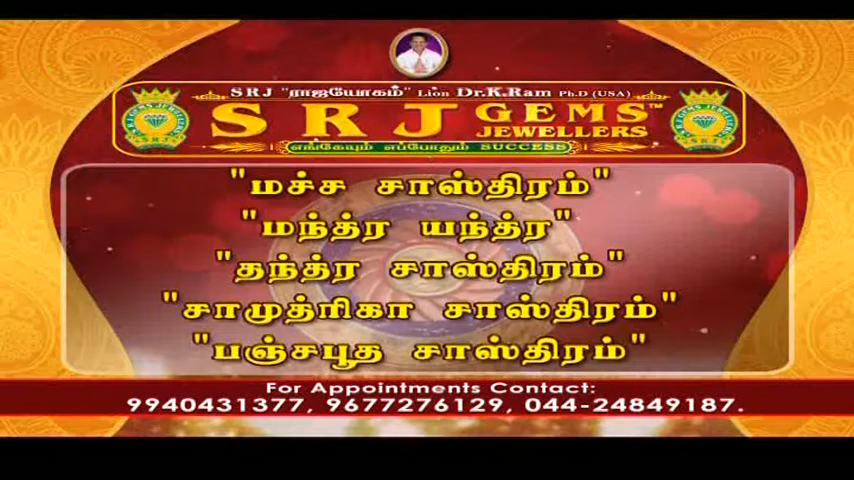 SRJ "ராஜயோகம்" Lion Dr.K.Ram Ph.D (USA)
SRJ GEMS JEWELLERS™
எங்கேயும் எப்போதும் SUCCESS
"மச்ச சாஸ்திரம்"
"மந்த்ர யந்த்ர"
"தந்த்ர சாஸ்திரம்"
"சாமுத்ரிகா சாஸ்திரம்"
"பஞ்சபூத சாஸ்திரம்"
For Appointments Contact:
9940431377, 9677276129, 044-24849187.